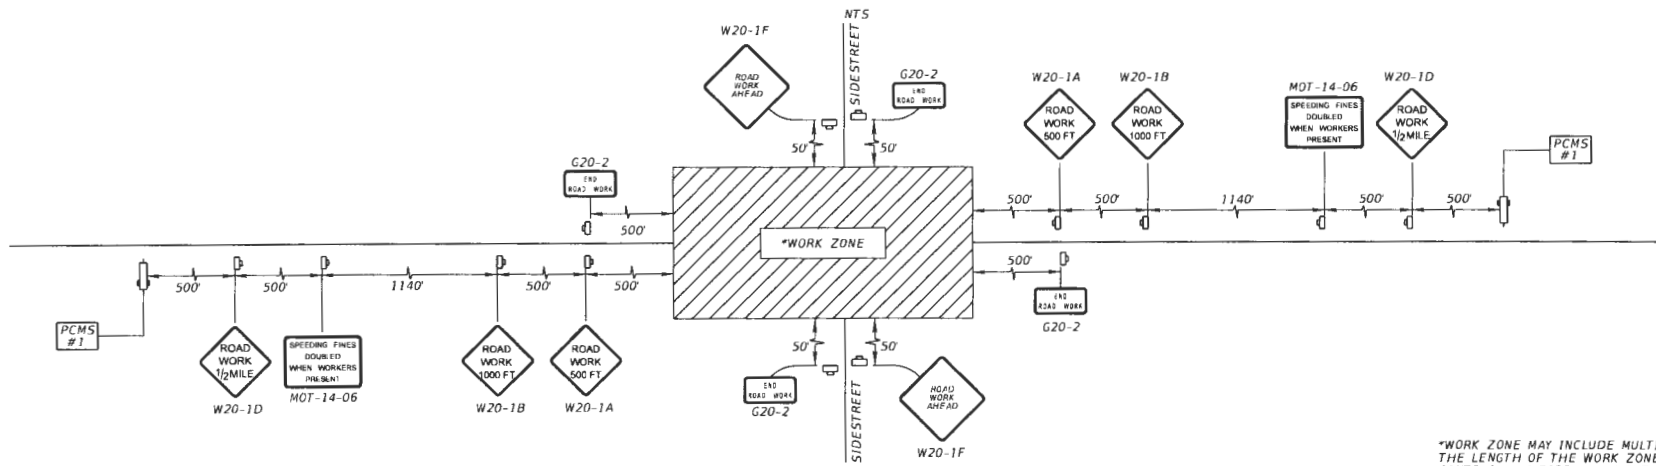 NTS
SIDESTREET
W20-1F
ROAD
WORK
AHEAD
G20-2
END
ROAD WORK
50'
50'
G20-2
END
ROAD WORK
500'
W20-1A
ROAD
WORK
500 FT
W20-1B
ROAD
WORK
1000 FT
MOT-14-06
SPEEDING FINES
DOUBLED
WHEN WORKERS
PRESENT
W20-1D
ROAD
WORK
1/2 MILE
PCMS
#1
500'
500'
1140'
500'
500'
*WORK ZONE
500'
500'
1140'
500'
500'
500'
PCMS
#1
ROAD
WORK
1/2 MILE
W20-1D
SPEEDING FINES
DOUBLED
WHEN WORKERS
PRESENT
MOT-14-06
ROAD
WORK
1000 FT
W20-1B
ROAD
WORK
500 FT
W20-1A
END
ROAD WORK
G20-2
50'
50'
END
ROAD WORK
G20-2
SIDESTREET
ROAD
WORK
AHEAD
W20-1F
*WORK ZONE MAY INCLUDE
THE LENGTH OF THE WORK ZONE